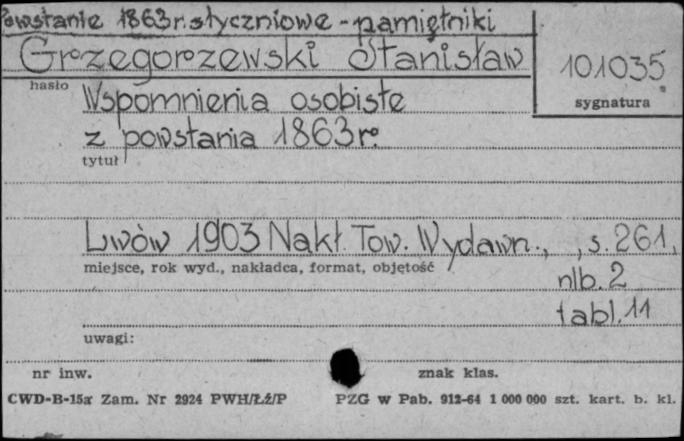 Powstanie 1863r. styczniowe - pamiętniki
Grzegorzewski Stanisław
101035
hasło
sygnatura
Wspomnienia osobiste
z powstania 1863r.
tytuł
Lwów 1903 Nakł. Tow. Wydawn., , s. 261,
miejsce, rok wyd., nakładca, format, objętość
nlb. 2
tabl. 11
uwagi:
nr inw.
znak klas.
CWD-B-15a Zam. Nr 2924 PWH/Łź/P
PZG w Pab. 912-64 1 000 000 szt. kart. b. kl.